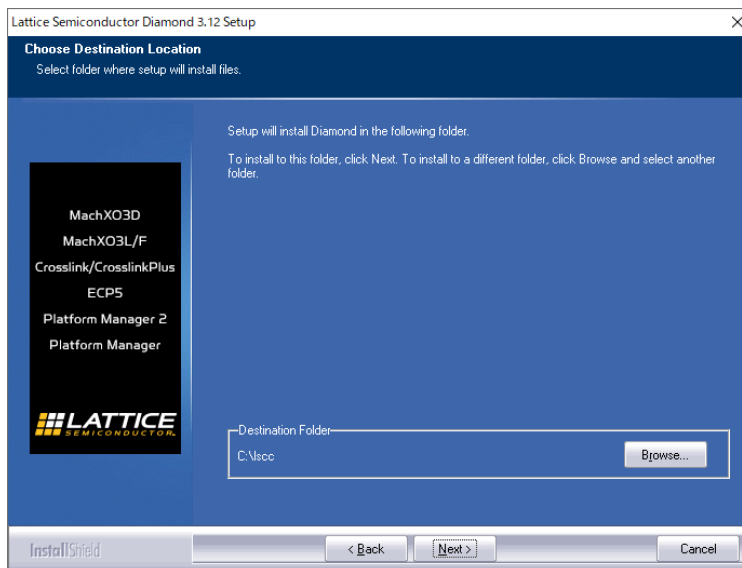 Lattice Semiconductor Diamond 3.12 Setup
Choose Destination Location
Select folder where setup will install files.
Setup will install Diamond in the following folder.
To install to this folder, click Next. To install to a different folder, click Browse and select another
folder.
MachXO3D
MachXO3L/F
Crosslink/CrosslinkPlus
ECP5
Platform Manager 2
Platform Manager
LATTICE
SEMICONDUCTOR.
Destination Folder
C:\lscc
Browse...
InstallShield
< Back
Next >
Cancel